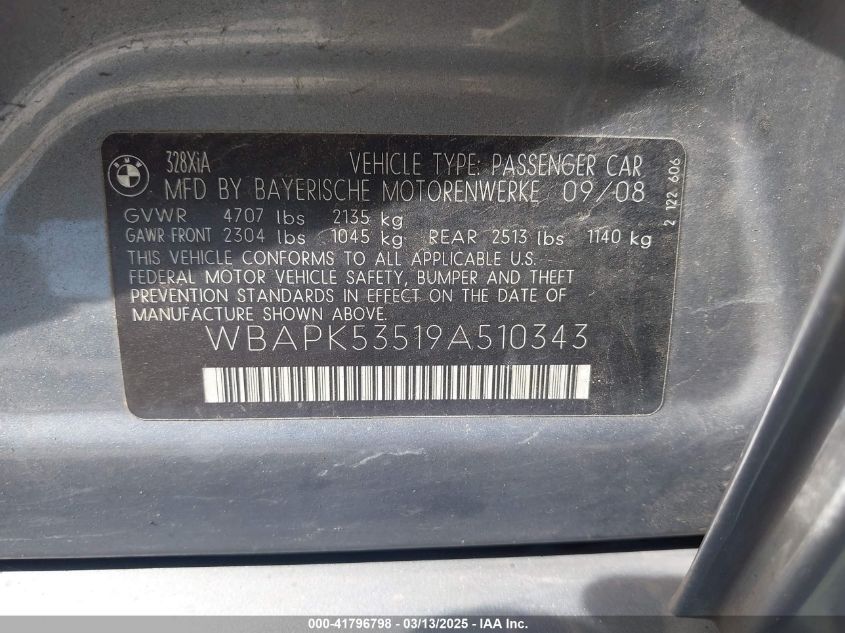 BMW
328XiA VEHICLE TYPE: PASSENGER CAR
MFD BY BAYERISCHE MOTORENWERKE 09/08
GVWR 4707 lbs 2135 kg
GAWR FRONT 2304 lbs 1045 kg REAR 2513 lbs 1140 kg
THIS VEHICLE CONFORMS TO ALL APPLICABLE U.S.
FEDERAL MOTOR VEHICLE SAFETY, BUMPER AND THEFT
PREVENTION STANDARDS IN EFFECT ON THE DATE OF
MANUFACTURE SHOWN ABOVE.
WBAPK53519A510343
2 122 606
000-41796798 - 03/13/2025 - IAA Inc.